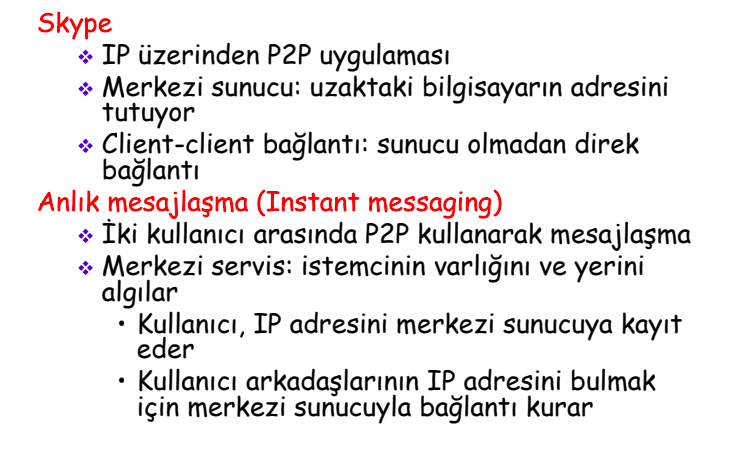 Skype
❖ IP üzerinden P2P uygulaması
❖ Merkezi sunucu: uzaktaki bilgisayarın adresini
tutuyor
❖ Client-client bağlantı: sunucu olmadan direk
bağlantı
Anlık mesajlaşma (Instant messaging)
❖ İki kullanıcı arasında P2P kullanarak mesajlaşma
❖ Merkezi servis: istemcinin varlığını ve yerini
algılar
• Kullanıcı, IP adresini merkezi sunucuya kayıt
eder
• Kullanıcı arkadaşlarının IP adresini bulmak
için merkezi sunucuyla bağlantı kurar